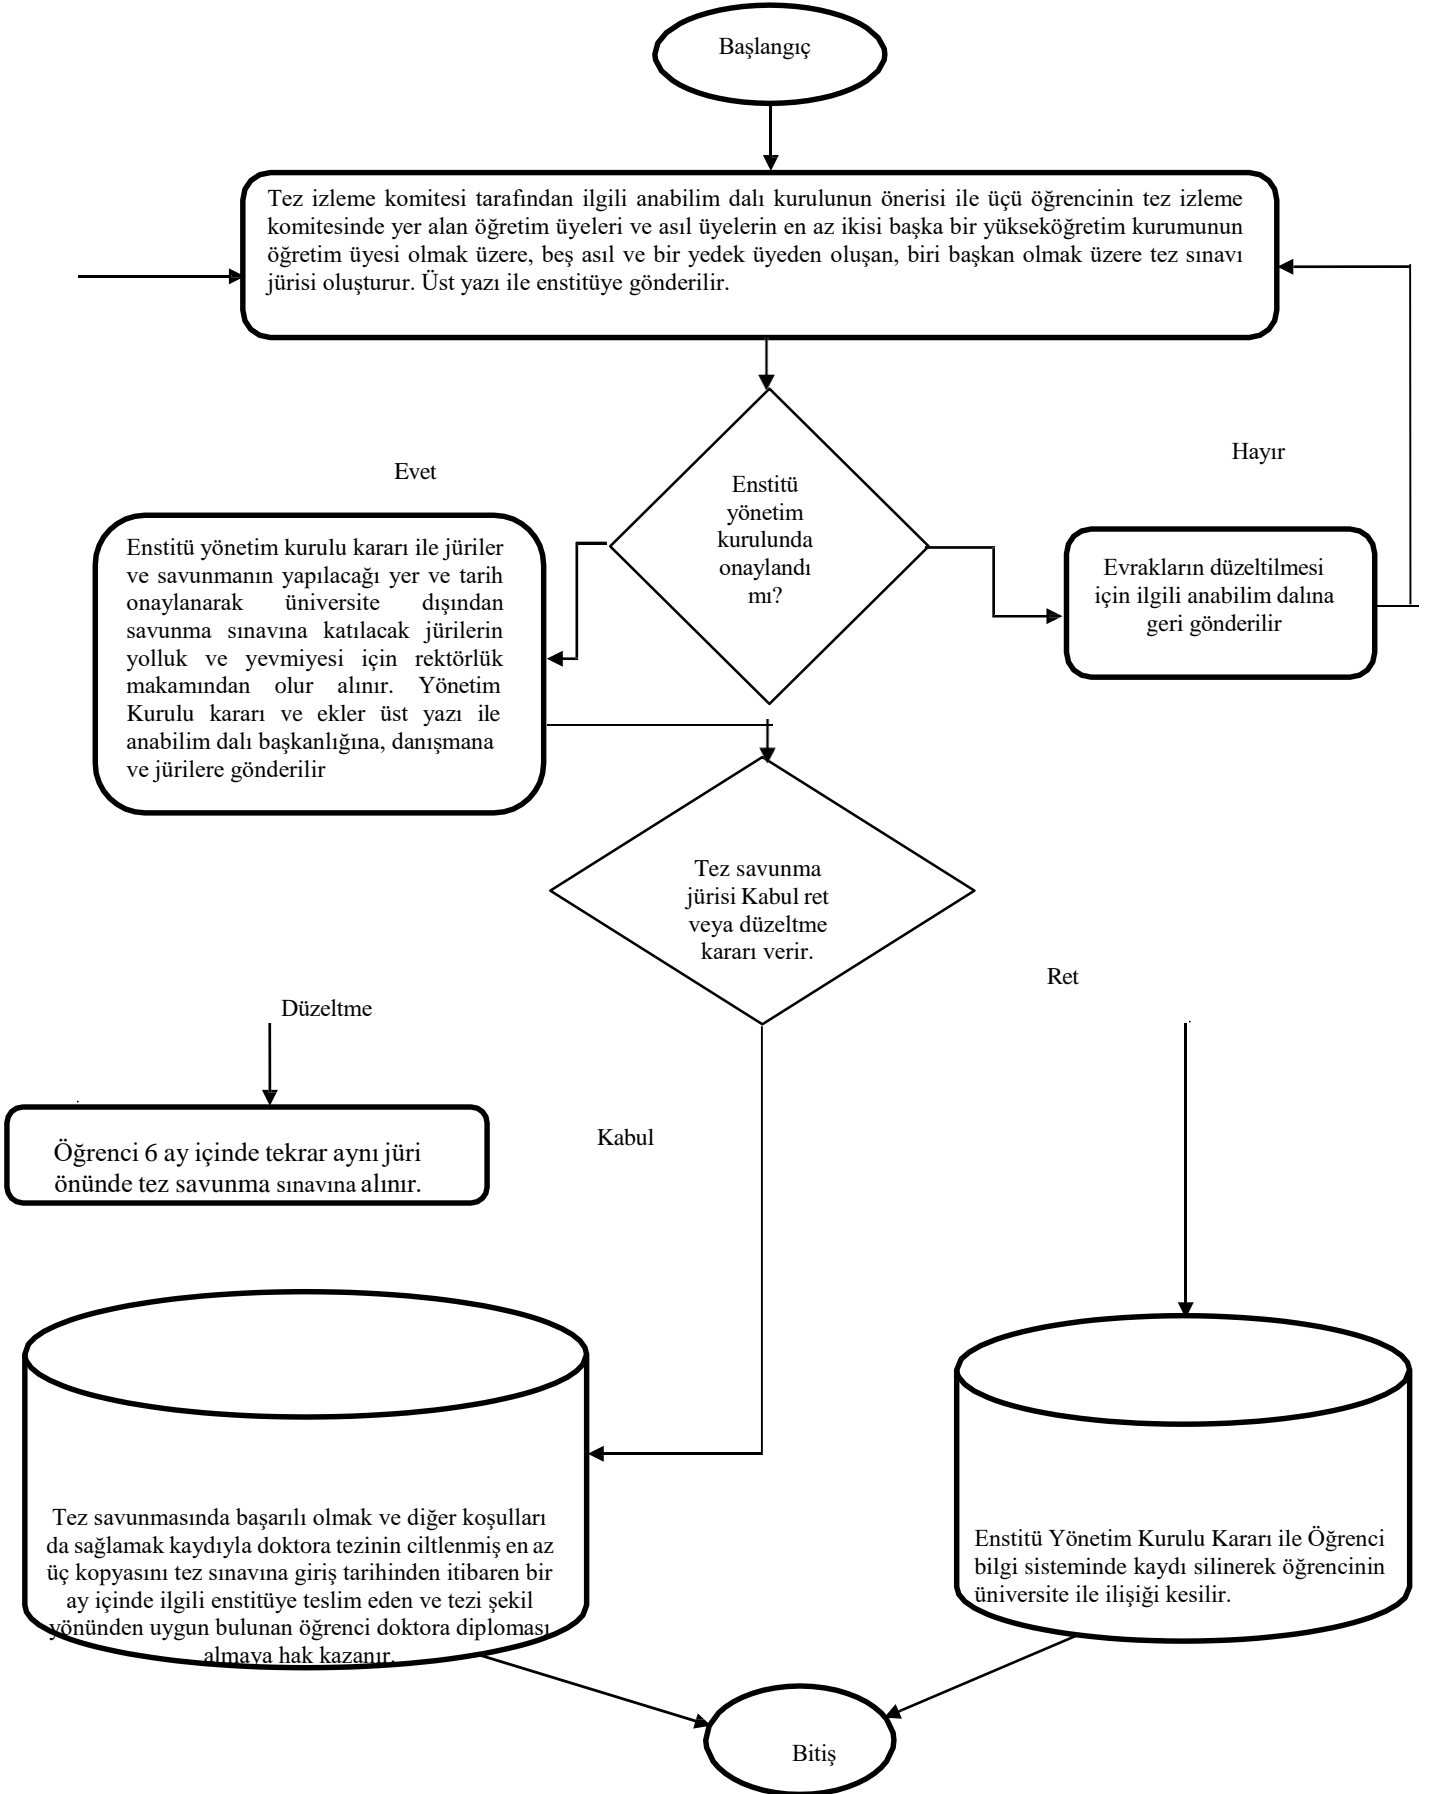 Başlangıç
Tez izleme komitesi tarafından ilgili anabilim dalı kurulunun önerisi ile üçü öğrencinin tez izleme
komitesinde yer alan öğretim üyeleri ve asıl üyelerin en az ikisi başka bir yükseköğretim kurumunun
öğretim üyesi olmak üzere, beş asıl ve bir yedek üyeden oluşan, biri başkan olmak üzere tez sınavı
jürisi oluşturur. Üst yazı ile enstitüye gönderilir.
Evet
Hayır
Enstitü
yönetim
kurulunda
onaylandı
mı?
Enstitü yönetim kurulu kararı ile jüriler
ve savunmanın yapılacağı yer ve tarih
onaylanarak üniversite dışından
savunma sınavına katılacak jürilerin
yolluk ve yevmiyesi için rektörlük
makamından olur alınır. Yönetim
Kurulu kararı ve ekler üst yazı ile
anabilim dalı başkanlığına, danışmana
ve jürilere gönderilir
Evrakların düzeltilmesi
için ilgili anabilim dalına
geri gönderilir
Tez savunma
jürisi Kabul ret
veya düzeltme
kararı verir.
Ret
Düzeltme
Öğrenci 6 ay içinde tekrar aynı jüri
önünde tez savunma sınavına alınır.
Kabul
Tez savunmasında başarılı olmak ve diğer koşulları
da sağlamak kaydıyla doktora tezinin ciltlenmiş en az
üç kopyasını tez sınavına giriş tarihinden itibaren bir
ay içinde ilgili enstitüye teslim eden ve tezi şekil
yönünden uygun bulunan öğrenci doktora diploması
almaya hak kazanır.
Enstitü Yönetim Kurulu Kararı ile Öğrenci
bilgi sisteminde kaydı silinerek öğrencinin
üniversite ile ilişiği kesilir.
Bitiş